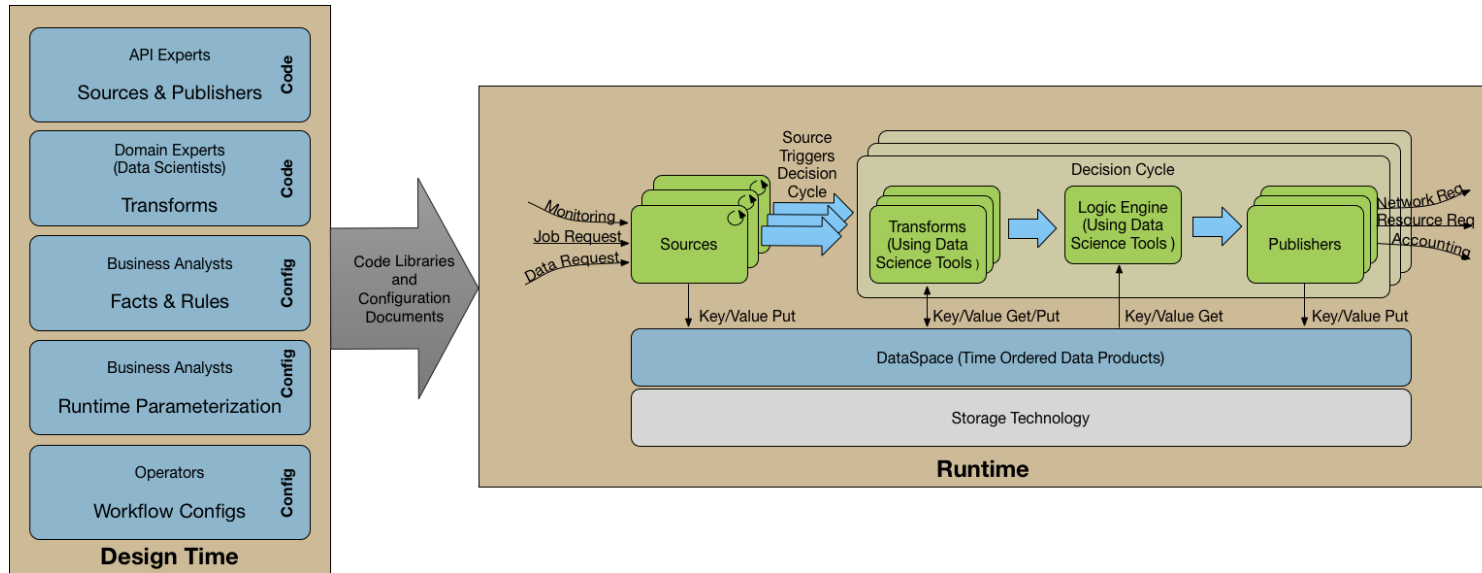 API Experts
Sources & Publishers
Code
Domain Experts
(Data Scientists)
Transforms
Code
Business Analysts
Facts & Rules
Config
Business Analysts
Runtime Parameterization
Config
Operators
Workflow Configs
Config
Design Time
Code Libraries
and
Configuration
Documents
Monitoring
Job Request
Data Request
Sources
Source
Triggers
Decision
Cycle
Decision Cycle
Transforms
(Using Data
Science Tools )
Logic Engine
(Using Data
Science Tools )
Publishers
Network Req
Resource Req
Accounting
Key/Value Put
Key/Value Get/Put
Key/Value Get
Key/Value Put
DataSpace (Time Ordered Data Products)
Storage Technology
Runtime